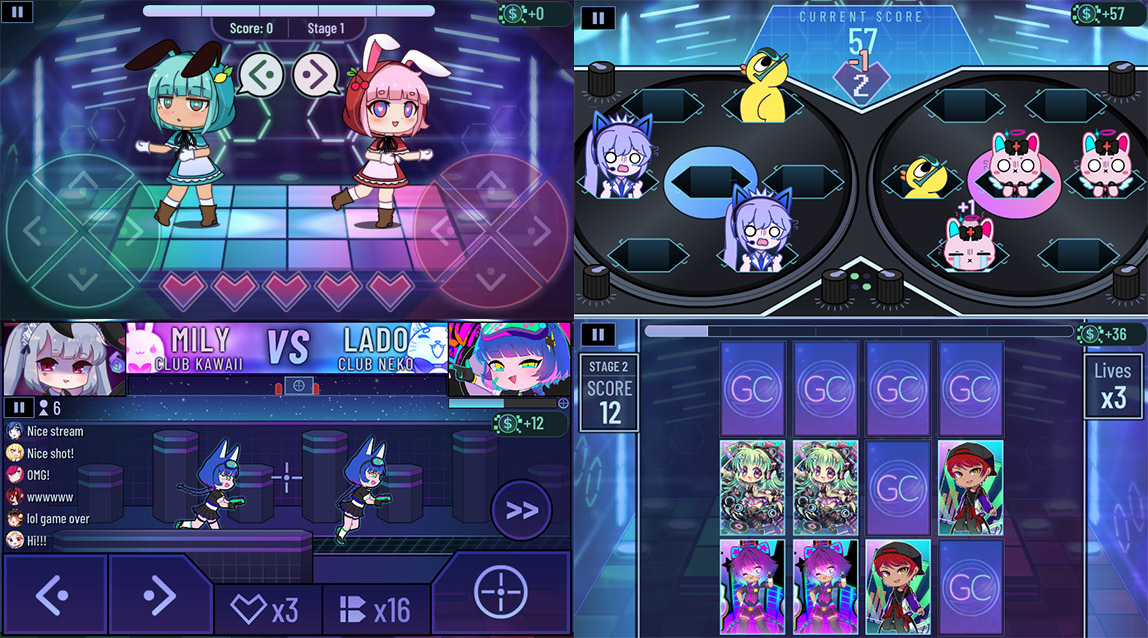 Score: 0
Stage 1
$+0
CURRENT SCORE
57
-1
2
$+57
+1
MILY
CLUB KAWAII
VS
LADO
CLUB NEKO
6
$+12
Nice stream
Nice shot!
OMG!
wwwwwww
lol game over
Hi!!!
x3
x16
STAGE 2
SCORE
12
$+36
Lives
x3
GC
GC
GC
GC
GC
GC